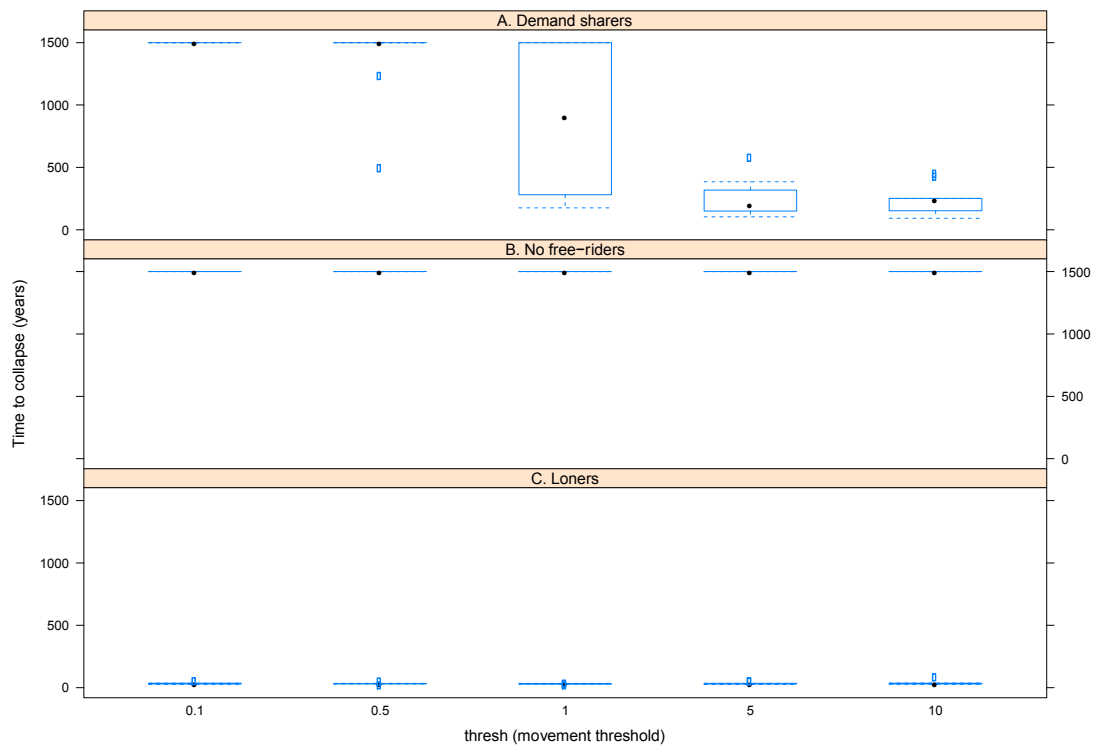 A. Demand sharers
1500
1000
500
0
B. No free−riders
1500
1000
500
0
Time to collapse (years)
C. Loners
1500
1000
500
0
0.1 0.5 1 5 10
thresh (movement threshold)